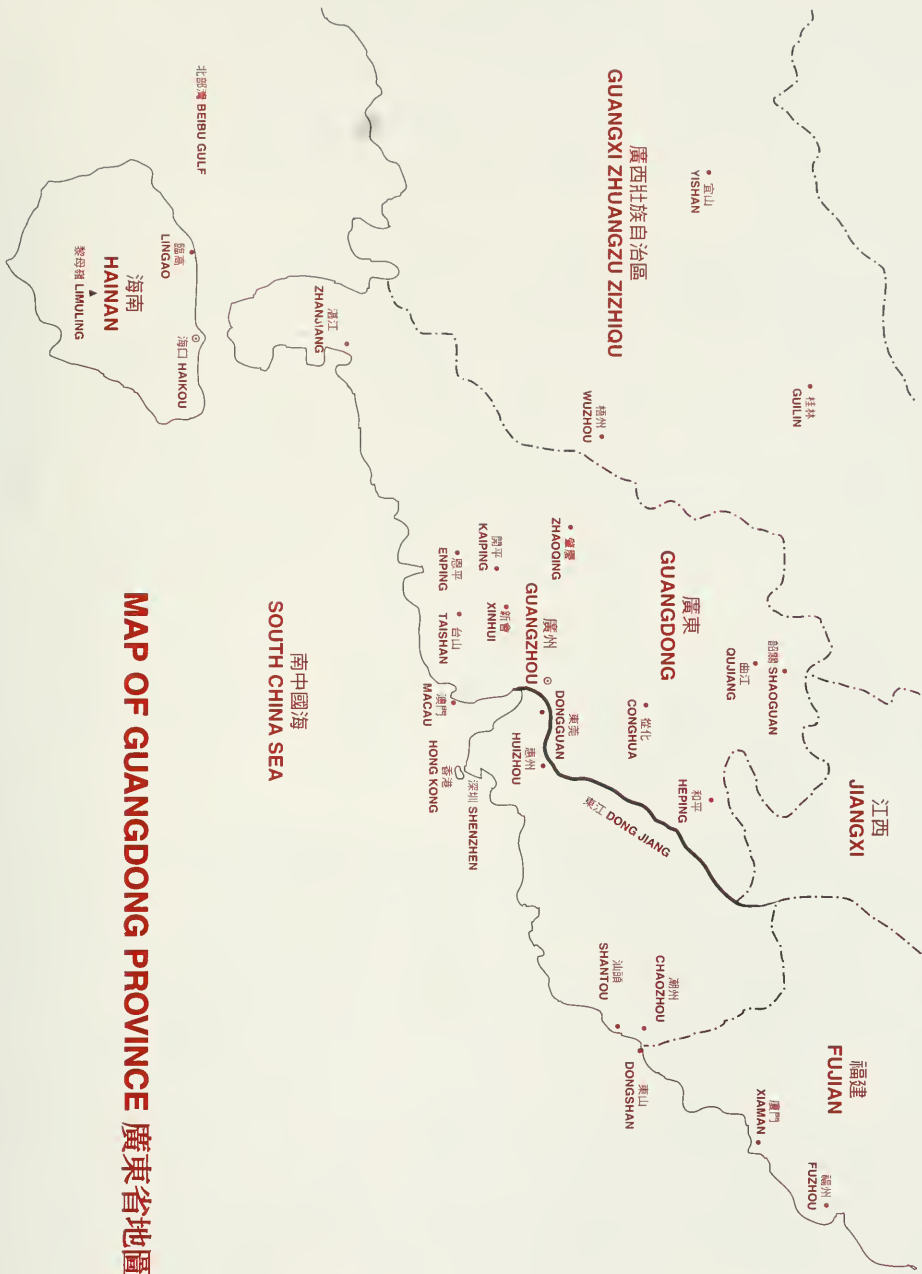 廣西壯族自治區
GUANGXI ZHUANGZU ZIZHIQU
宜山
YISHAN
桂林
GUILIN
梧州
WUZHOU
江西
JIANGXI
福建
FUJIAN
廈門
XIAMAN
福州
FUZHOU
廣東
GUANGDONG
韶關 SHAOGUAN
曲江
QUJIANG
和平
HEPING
從化
CONGHUA
肇慶
ZHAOQING
廣州
GUANGZHOU
東莞
DONGGUAN
惠州
HUIZHOU
東江 DONG JIANG
開平
KAIPING
恩平
ENPING
新會
XINHUI
台山
TAISHAN
澳門
MACAU
深圳 SHENZHEN
香港
HONG KONG
潮州
CHAOZHOU
汕頭
SHANTOU
東山
DONGSHAN
湛江
ZHANJIANG
北部灣 BEIBU GULF
臨高
LINGAO
海口 HAIKOU
海南
HAINAN
黎母嶺 LIMULING
南中國海
SOUTH CHINA SEA
MAP OF GUANGDONG PROVINCE 廣東省地圖